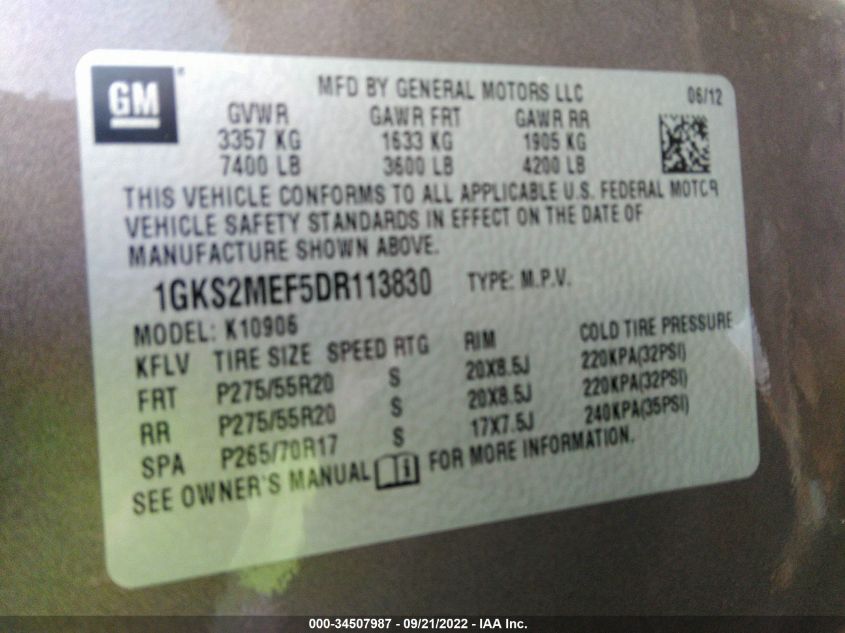 GM
MFD BY GENERAL MOTORS LLC 06/12
GVWR GAWR FRT GAWR RR
3357 KG 1633 KG 1905 KG
7400 LB 3600 LB 4200 LB
THIS VEHICLE CONFORMS TO ALL APPLICABLE U.S. FEDERAL MOTOR
VEHICLE SAFETY STANDARDS IN EFFECT ON THE DATE OF
MANUFACTURE SHOWN ABOVE.
1GKS2MEF5DR113830 TYPE: M.P.V.
MODEL: K10906
KFLV TIRE SIZE SPEED RTG RIM COLD TIRE PRESSURE
FRT P275/55R20 S 20X8.5J 220KPA(32PSI)
RR P275/55R20 S 20X8.5J 220KPA(32PSI)
SPA P265/70R17 S 17X7.5J 240KPA(35PSI)
SEE OWNER'S MANUAL FOR MORE INFORMATION.
000-34507987 - 09/21/2022 - IAA Inc.